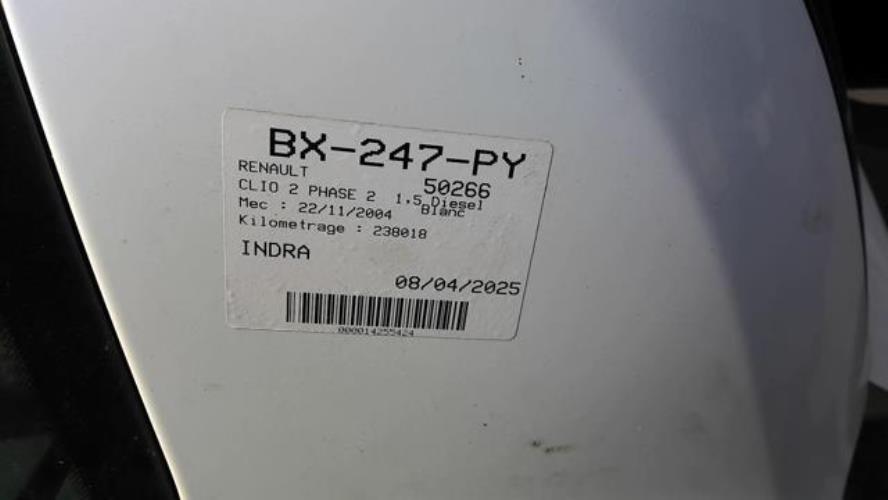 BX-247-PY
RENAULT 50266
CLIO 2 PHASE 2 1,5 Diesel
Mec : 22/11/2004 Blanc
Kilometrage : 238018
INDRA
08/04/2025
000014255424